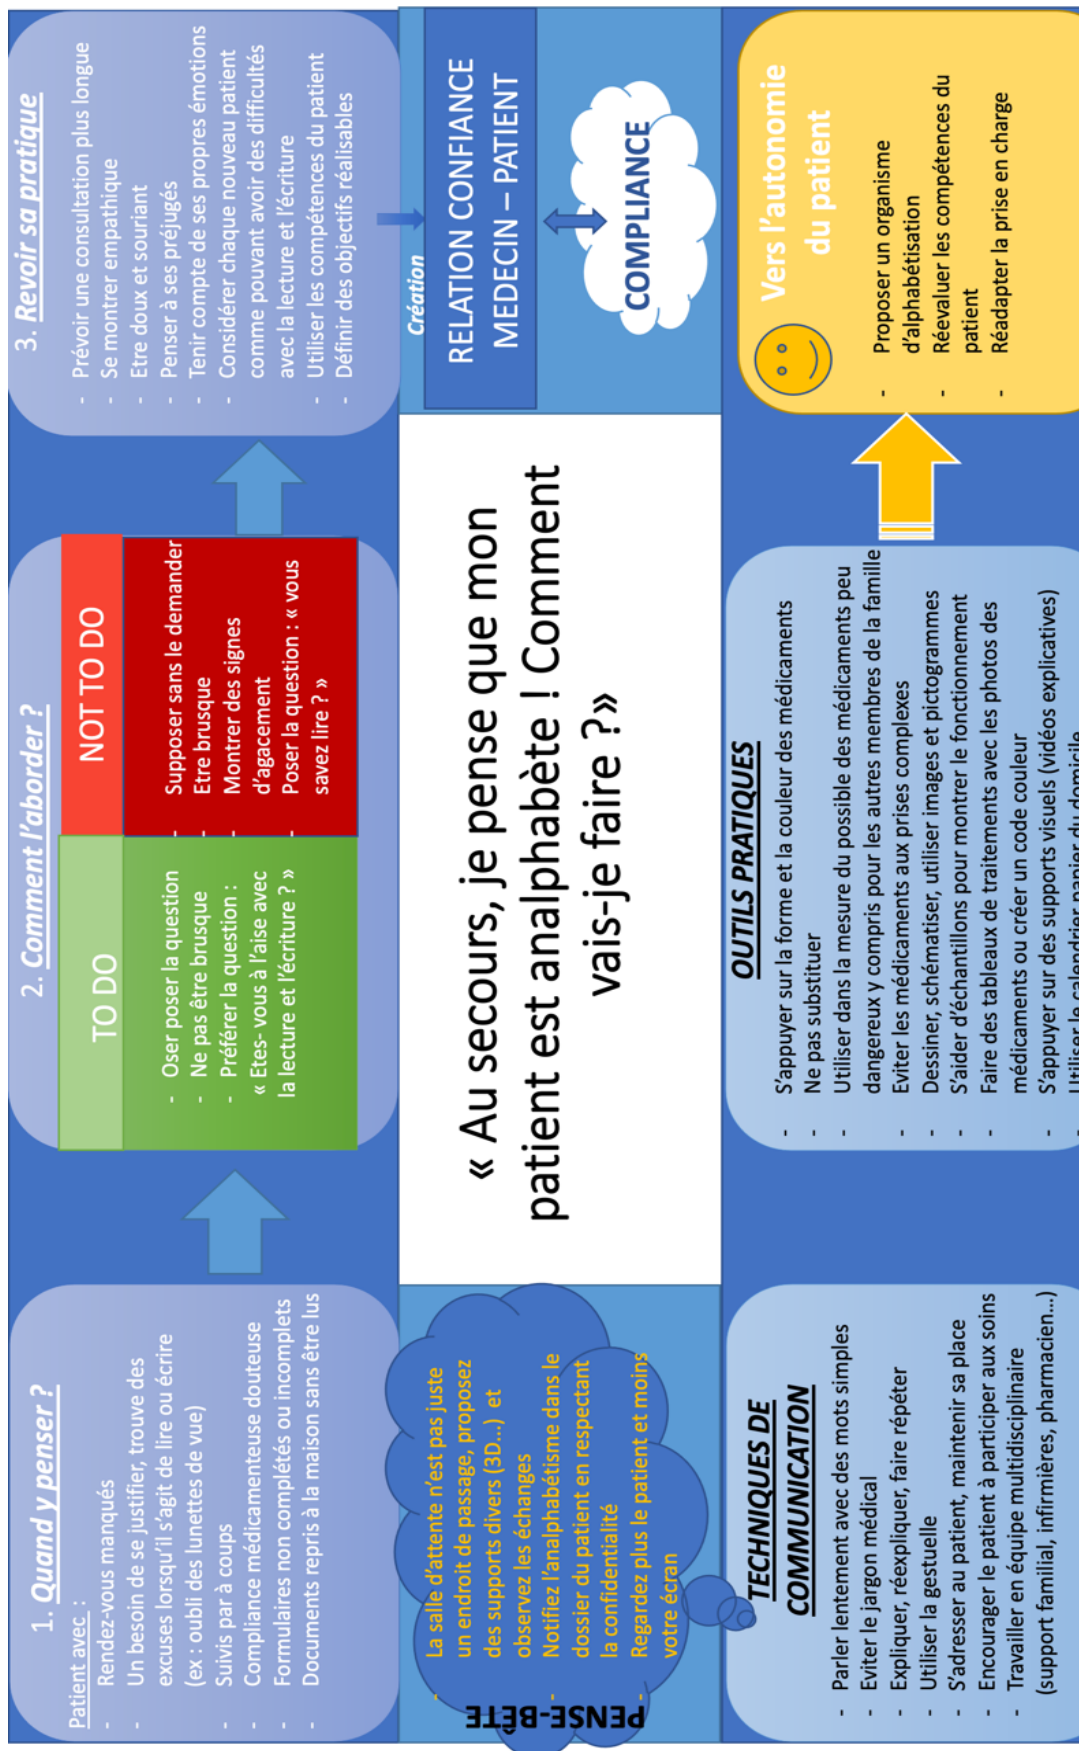 1. Quand y penser ?
Patient avec :
- Rendez-vous manqués
- Un besoin de se justifier, trouve des
excuses lorsqu'il s'agit de lire ou écrire
(ex : oubli des lunettes de vue)
- Suivis par à coups
- Compliance médicamenteuse douteuse
- Formulaires non complétés ou incomplets
- Documents repris à la maison sans être lus
2. Comment l'aborder ?
TO DO
- Oser poser la question
- Ne pas être brusque
- Préférer la question :
« Etes- vous à l'aise avec
la lecture et l'écriture ? »
NOT TO DO
- Supposer sans le demander
- Etre brusque
- Montrer des signes
d'agacement
- Poser la question : « vous
savez lire ? »
3. Revoir sa pratique
- Prévoir une consultation plus longue
- Se montrer empathique
- Etre doux et souriant
- Penser à ses préjugés
- Tenir compte de ses propres émotions
- Considérer chaque nouveau patient
comme pouvant avoir des difficultés
avec la lecture et l'écriture
- Utiliser les compétences du patient
- Définir des objectifs réalisables
PENSE-BÊTE
- La salle d'attente n'est pas juste
un endroit de passage, proposez
des supports divers (3D...) et
observez les échanges
- Notifiez l'analphabétisme dans le
dossier du patient en respectant
la confidentialité
- Regardez plus le patient et moins
votre écran
« Au secours, je pense que mon
patient est analphabète ! Comment
vais-je faire ?»
Création
RELATION CONFIANCE
MEDECIN – PATIENT
COMPLIANCE
TECHNIQUES DE
COMMUNICATION
- Parler lentement avec des mots simples
- Eviter le jargon médical
- Expliquer, réexpliquer, faire répéter
- Utiliser la gestuelle
- S'adresser au patient, maintenir sa place
- Encourager le patient à participer aux soins
- Travailler en équipe multidisciplinaire
(support familial, infirmières, pharmacien...)
OUTILS PRATIQUES
- S'appuyer sur la forme et la couleur des médicaments
- Ne pas substituer
- Utiliser dans la mesure du possible des médicaments peu
dangereux y compris pour les autres membres de la famille
- Eviter les médicaments aux prises complexes
- Dessiner, schématiser, utiliser images et pictogrammes
- S'aider d'échantillons pour montrer le fonctionnement
- Faire des tableaux de traitements avec les photos des
médicaments ou créer un code couleur
- S'appuyer sur des supports visuels (vidéos explicatives)
- Utiliser le calendrier papier du domicile
Vers l'autonomie
du patient
- Proposer un organisme
d'alphabétisation
- Réevaluer les compétences du
patient
- Réadapter la prise en charge